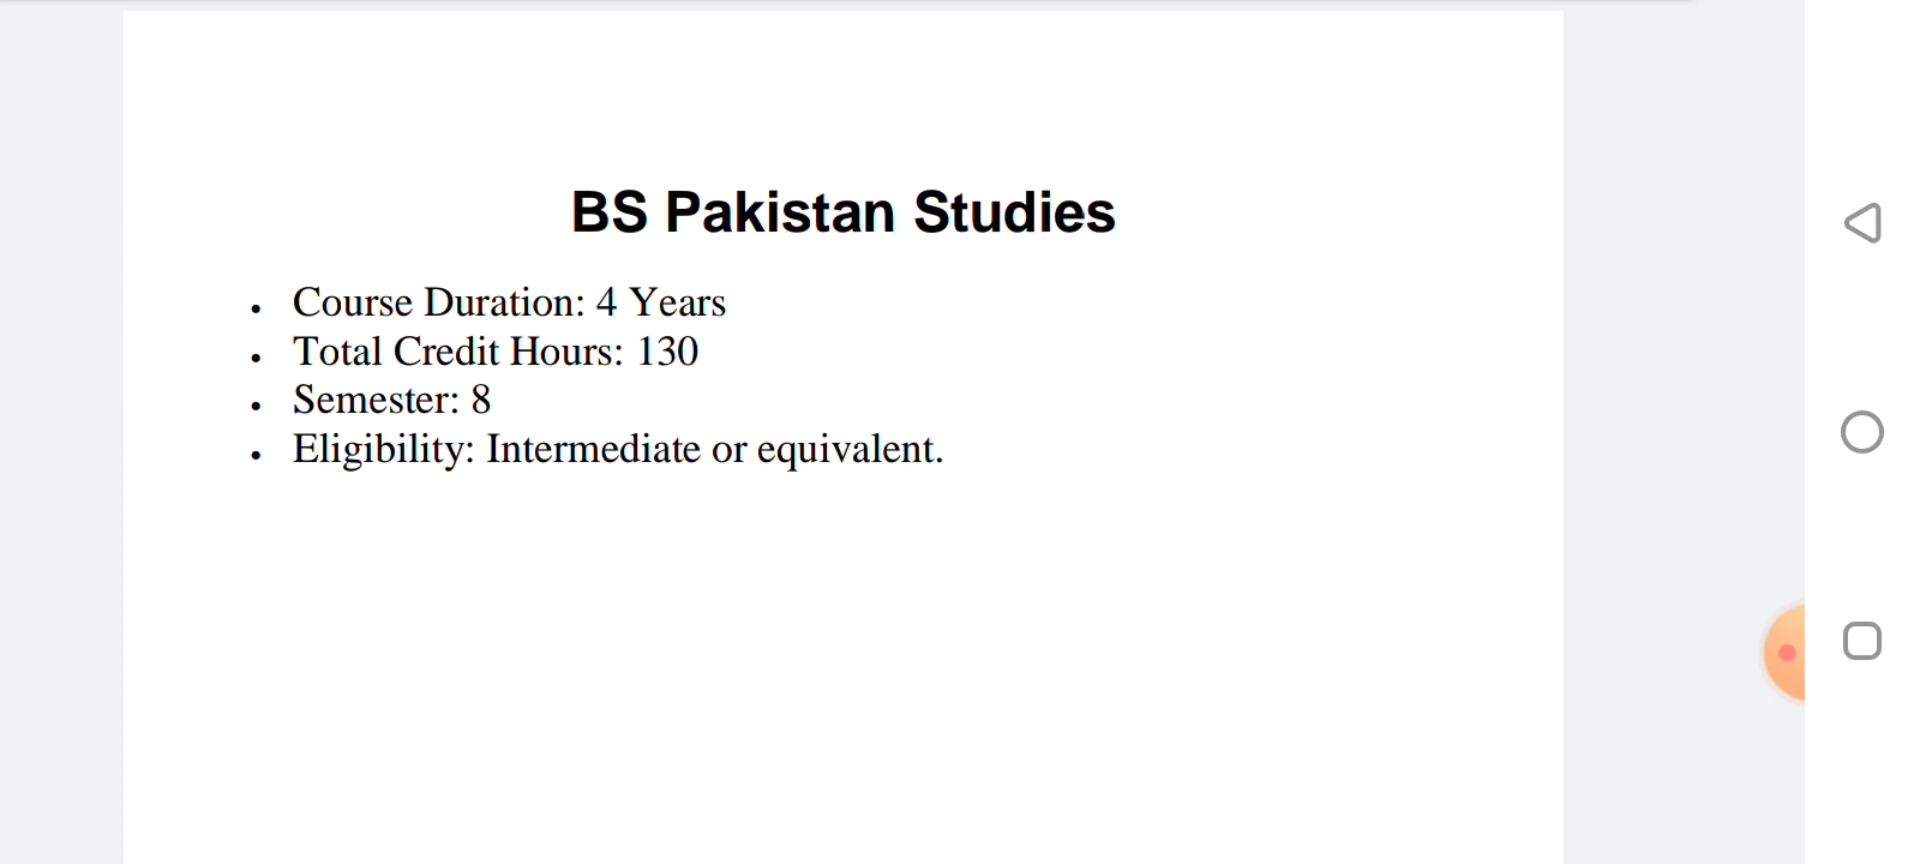 BS Pakistan Studies
• Course Duration: 4 Years
• Total Credit Hours: 130
• Semester: 8
• Eligibility: Intermediate or equivalent.